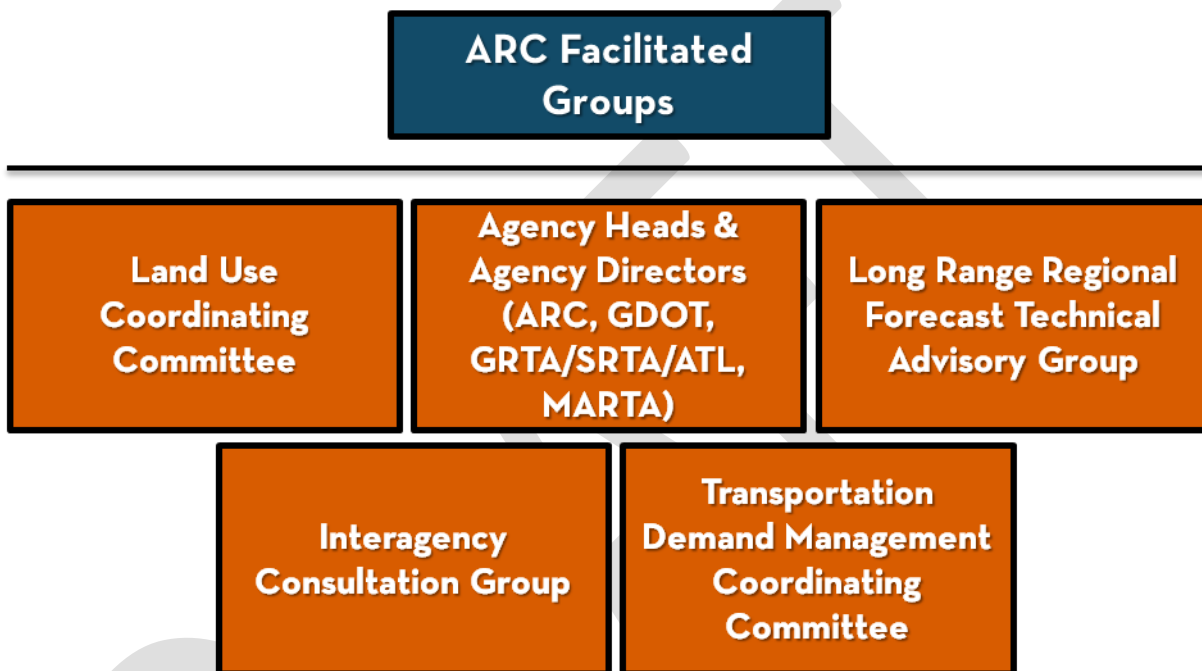 ARC Facilitated
Groups
Land Use
Coordinating
Committee
Agency Heads &
Agency Directors
(ARC, GDOT,
GRTA/SRTA/ATL,
MARTA)
Long Range Regional
Forecast Technical
Advisory Group
Interagency
Consultation Group
Transportation
Demand Management
Coordinating
Committee